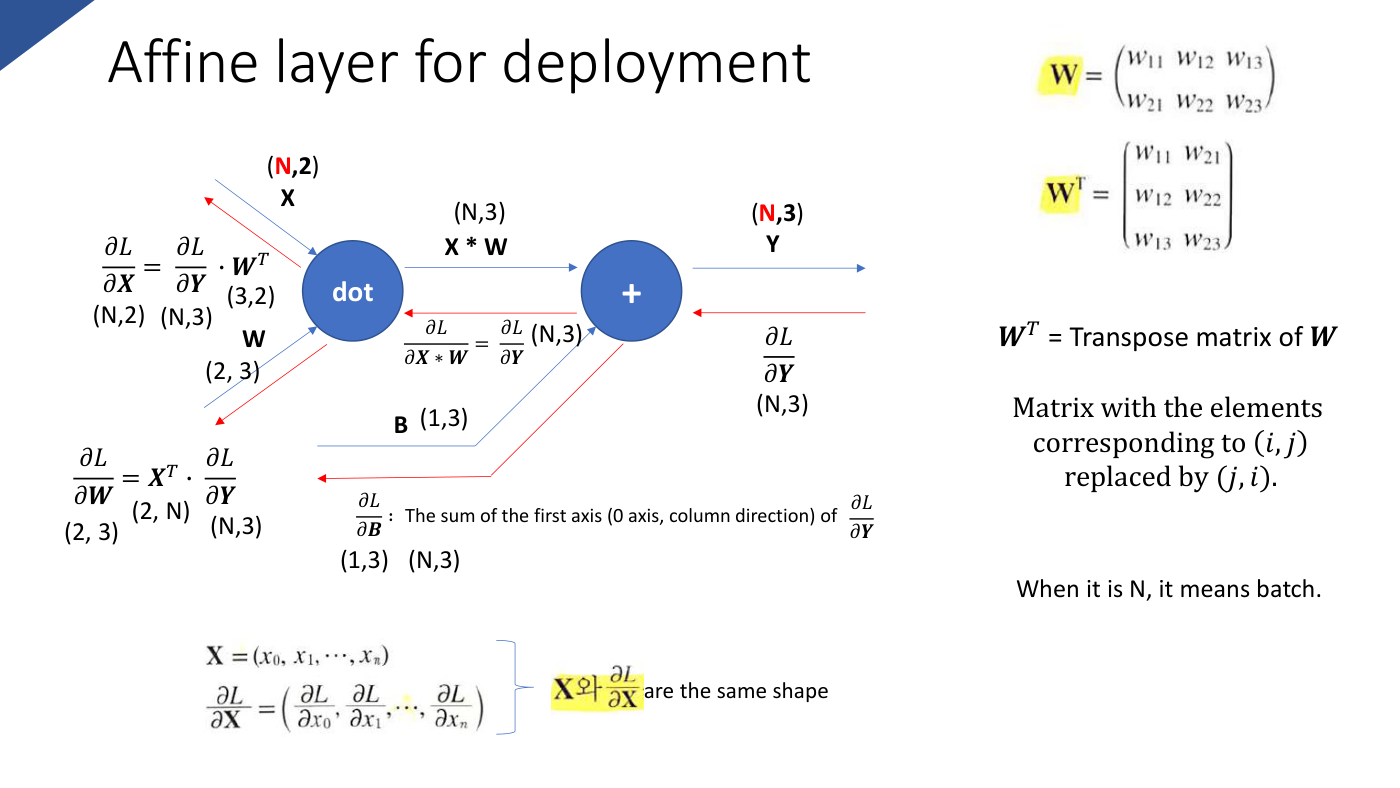 Affine layer for deployment
W = (w11 w12 w13
w21 w22 w23)
W^T = (w11 w21
w12 w22
w13 w23)
(N,2)
X
(N,3)
X * W
(N,3)
Y
∂L/∂X = ∂L/∂Y · W^T
(N,2) (N,3) (3,2)
dot
+
W
(2, 3)
∂L/∂X * W = ∂L/∂Y (N,3)
∂L/∂Y
(N,3)
B (1,3)
∂L/∂W = X^T · ∂L/∂Y
(2, 3) (2, N) (N,3)
∂L/∂B : The sum of the first axis (0 axis, column direction) of ∂L/∂Y
(1,3) (N,3)
W^T = Transpose matrix of W
Matrix with the elements
corresponding to (i, j)
replaced by (j, i).
When it is N, it means batch.
X = (x0, x1, ⋯, xn)
∂L/∂X = (∂L/∂x0, ∂L/∂x1, ⋯, ∂L/∂xn)
X와 ∂L/∂X are the same shape